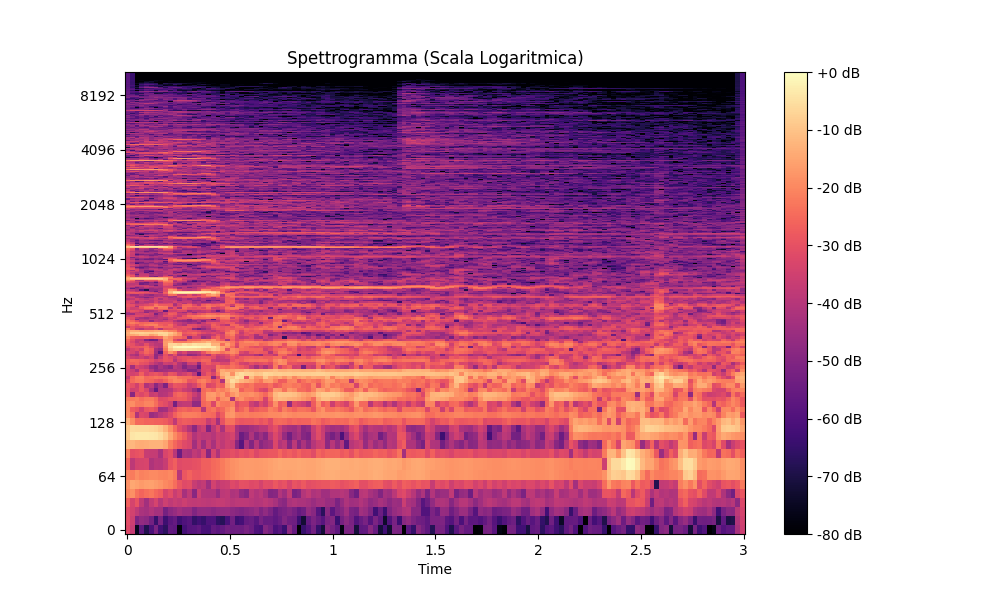 Spettrogramma (Scala Logaritmica)
Hz
8192
4096
2048
1024
512
256
128
64
0
0
0.5
1
1.5
2
2.5
3
Time
+0 dB
-10 dB
-20 dB
-30 dB
-40 dB
-50 dB
-60 dB
-70 dB
-80 dB